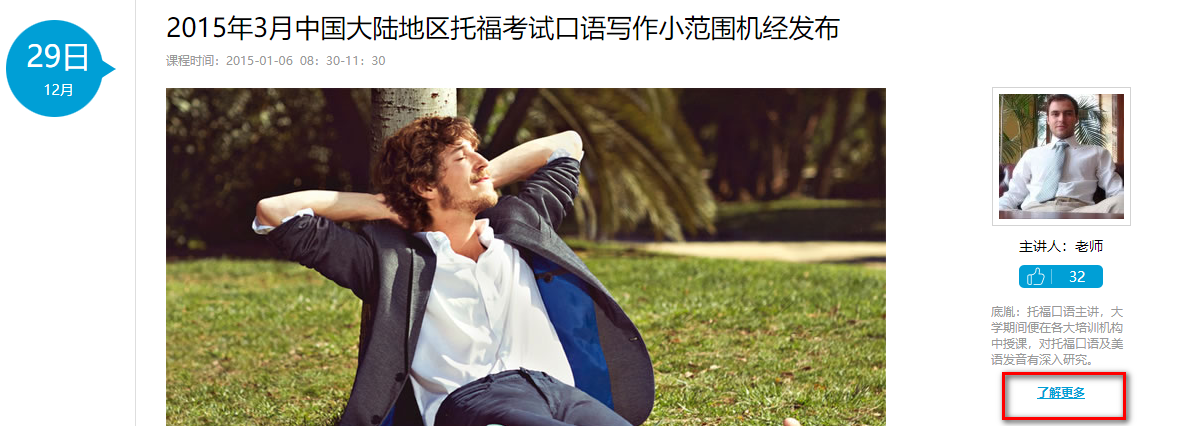 29日
12月
2015年3月中国大陆地区托福考试口语写作小范围机经发布
课程时间：2015-01-06 08：30-11：30
主讲人：老师
32
底胤：托福口语主讲，大
学期间便在各大培训机构
中授课，对托福口语及美
语发音有深入研究。
了解更多